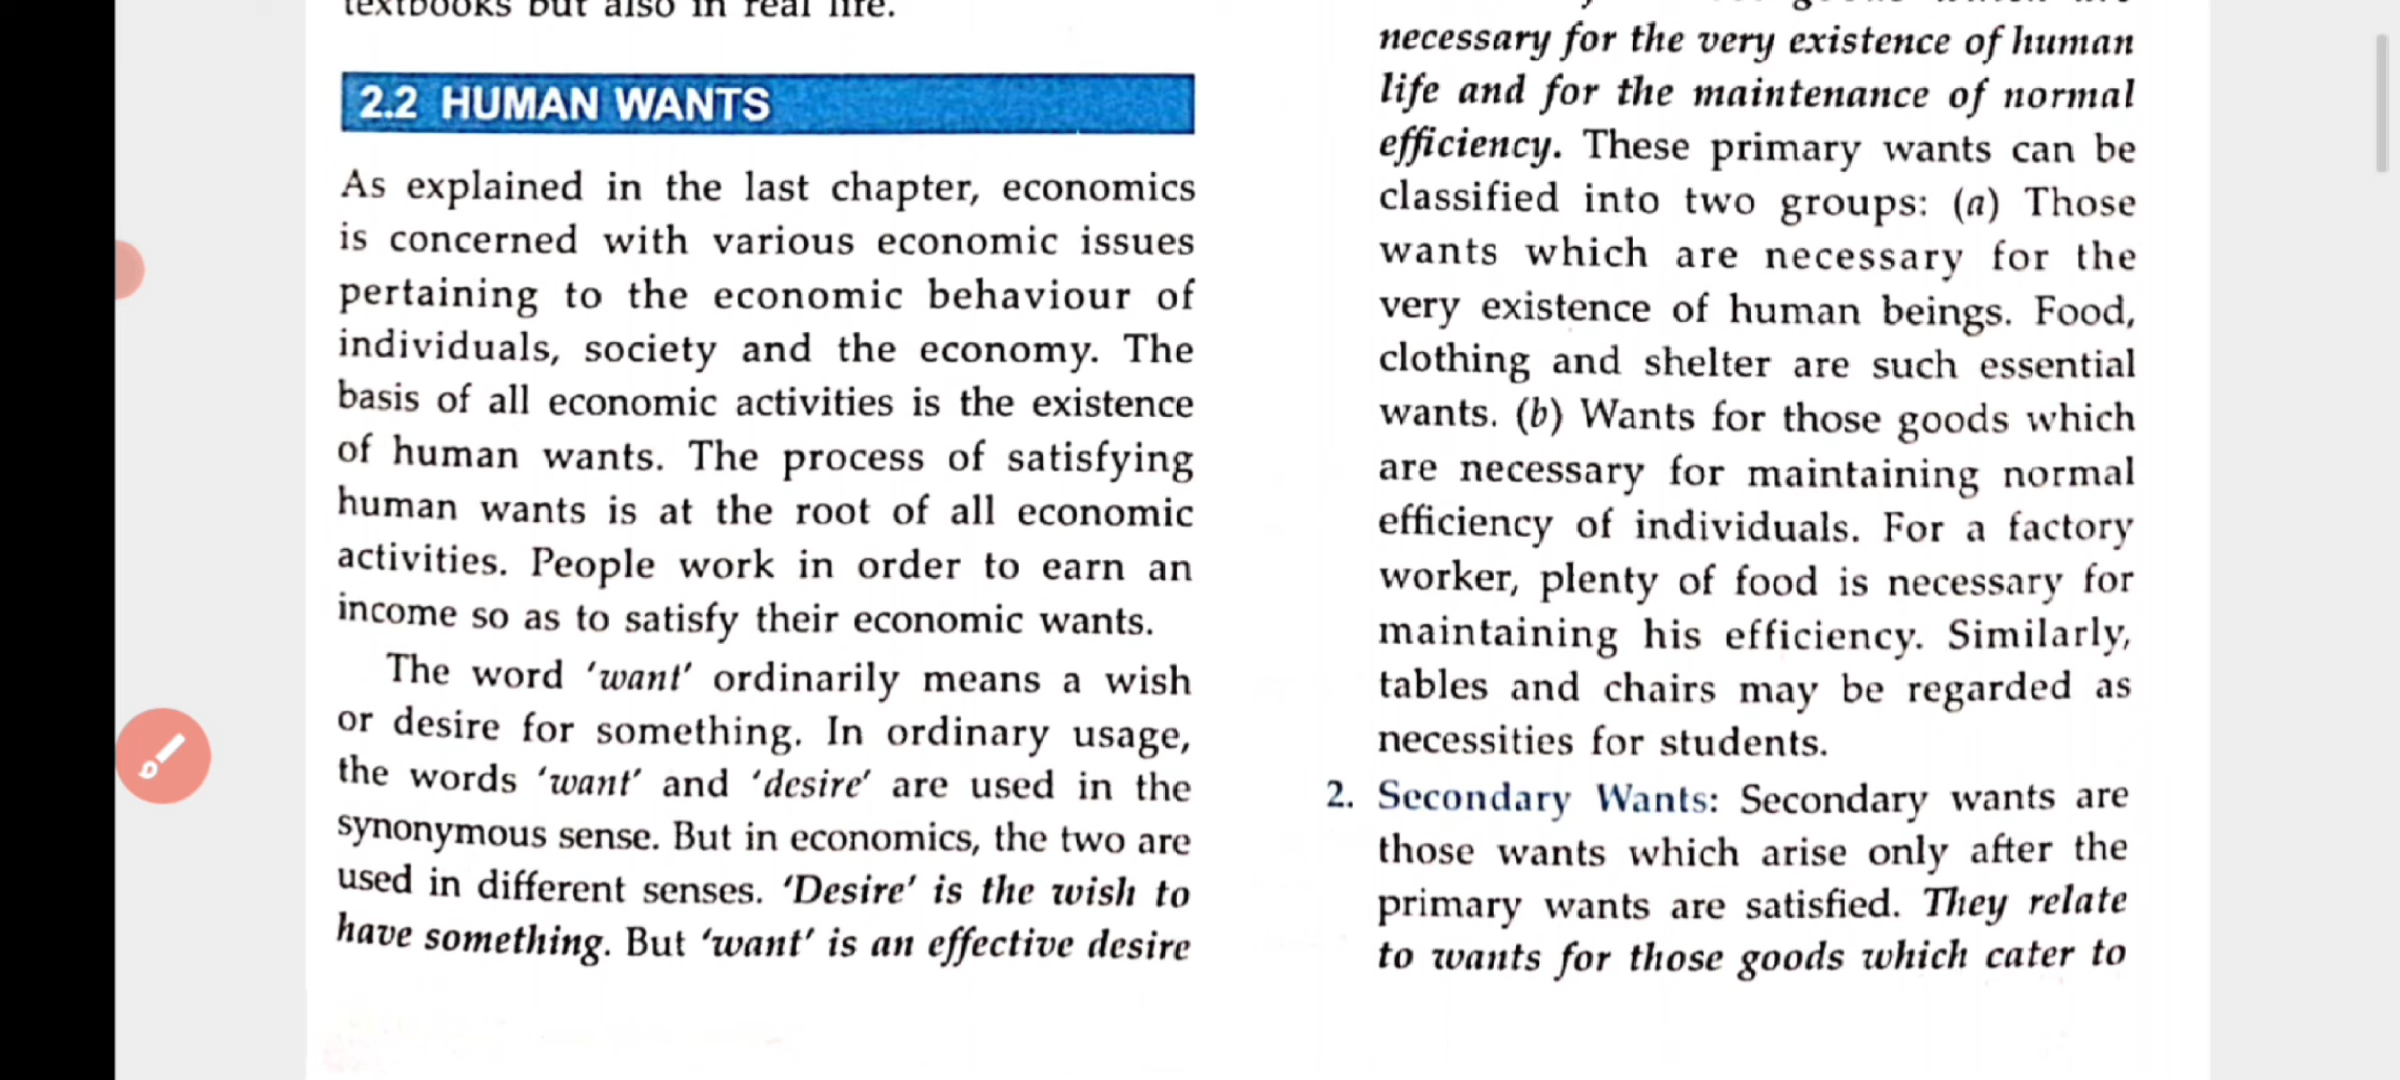 textbooks but also in real life.
2.2 HUMAN WANTS
As explained in the last chapter, economics
is concerned with various economic issues
pertaining to the economic behaviour of
individuals, society and the economy. The
basis of all economic activities is the existence
of human wants. The process of satisfying
human wants is at the root of all economic
activities. People work in order to earn an
income so as to satisfy their economic wants.
The word 'want' ordinarily means a wish
or desire for something. In ordinary usage,
the words 'want' and 'desire' are used in the
synonymous sense. But in economics, the two are
used in different senses. 'Desire' is the wish to
have something. But 'want' is an effective desire
necessary for the very existence of human
life and for the maintenance of normal
efficiency. These primary wants can be
classified into two groups: (a) Those
wants which are necessary for the
very existence of human beings. Food,
clothing and shelter are such essential
wants. (b) Wants for those goods which
are necessary for maintaining normal
efficiency of individuals. For a factory
worker, plenty of food is necessary for
maintaining his efficiency. Similarly,
tables and chairs may be regarded as
necessities for students.
2. Secondary Wants: Secondary wants are
those wants which arise only after the
primary wants are satisfied. They relate
to wants for those goods which cater to